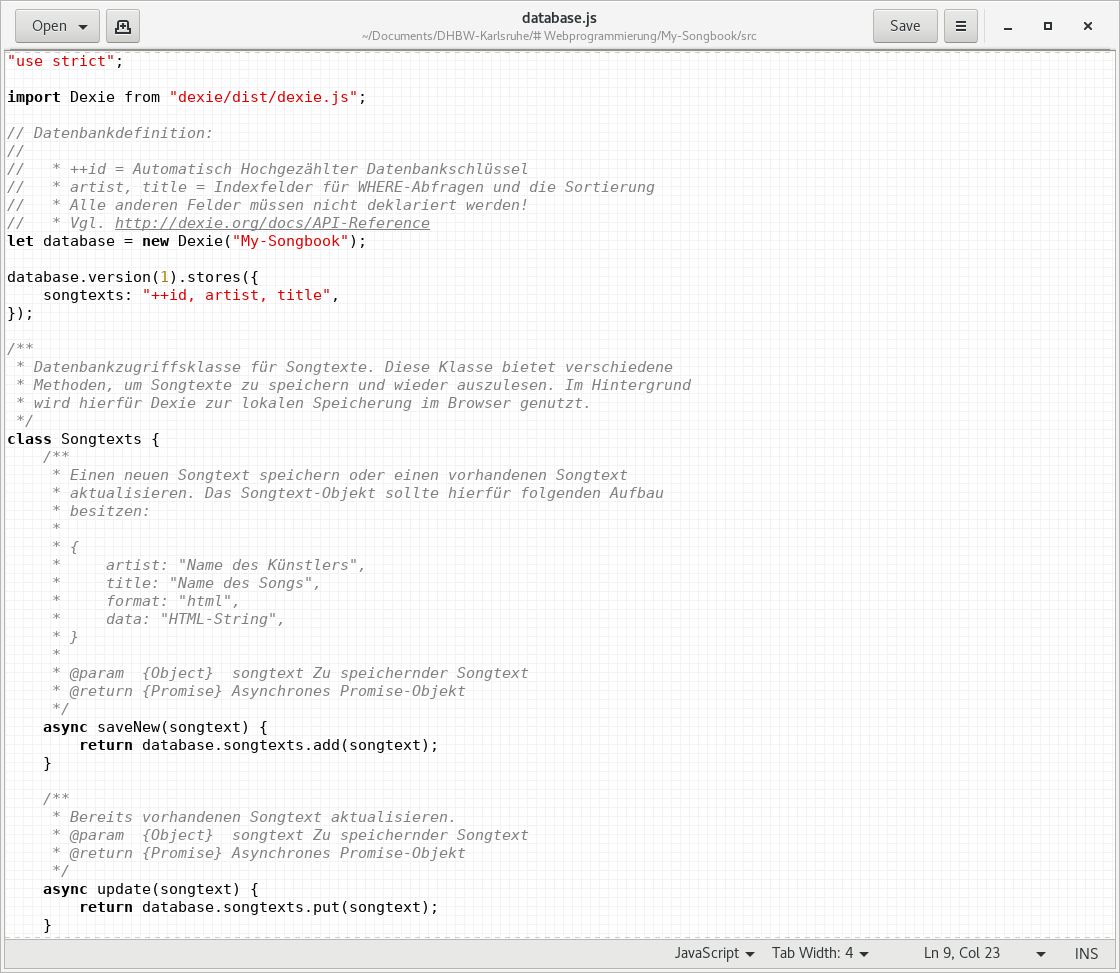 Open
database.js
~/Documents/DHBW-Karlsruhe/# Webprogrammierung/My-Songbook/src
Save
"use strict";
import Dexie from "dexie/dist/dexie.js";
// Datenbankdefinition:
//
//   * ++id = Automatisch Hochgezählter Datenbankschlüssel
//   * artist, title = Indexfelder für WHERE-Abfragen und die Sortierung
//   * Alle anderen Felder müssen nicht deklariert werden!
//   * Vgl. http://dexie.org/docs/API-Reference
let database = new Dexie("My-Songbook");
database.version(1).stores({
    songtexts: "++id, artist, title",
});
/**
 * Datenbankzugriffsklasse für Songtexte. Diese Klasse bietet verschiedene
 * Methoden, um Songtexte zu speichern und wieder auszulesen. Im Hintergrund
 * wird hierfür Dexie zur lokalen Speicherung im Browser genutzt.
 */
class Songtexts {
    /**
     * Einen neuen Songtext speichern oder einen vorhandenen Songtext
     * aktualisieren. Das Songtext-Objekt sollte hierfür folgenden Aufbau
     * besitzen:
     *
     * {
     *     artist: "Name des Künstlers",
     *     title: "Name des Songs",
     *     format: "html",
     *     data: "HTML-String",
     * }
     *
     * @param  {Object}  songtext Zu speichernder Songtext
     * @return {Promise} Asynchrones Promise-Objekt
     */
    async saveNew(songtext) {
        return database.songtexts.add(songtext);
    }
    /**
     * Bereits vorhandenen Songtext aktualisieren.
     * @param  {Object}  songtext Zu speichernder Songtext
     * @return {Promise} Asynchrones Promise-Objekt
     */
    async update(songtext) {
        return database.songtexts.put(songtext);
    }
JavaScript
Tab Width: 4
Ln 9, Col 23
INS